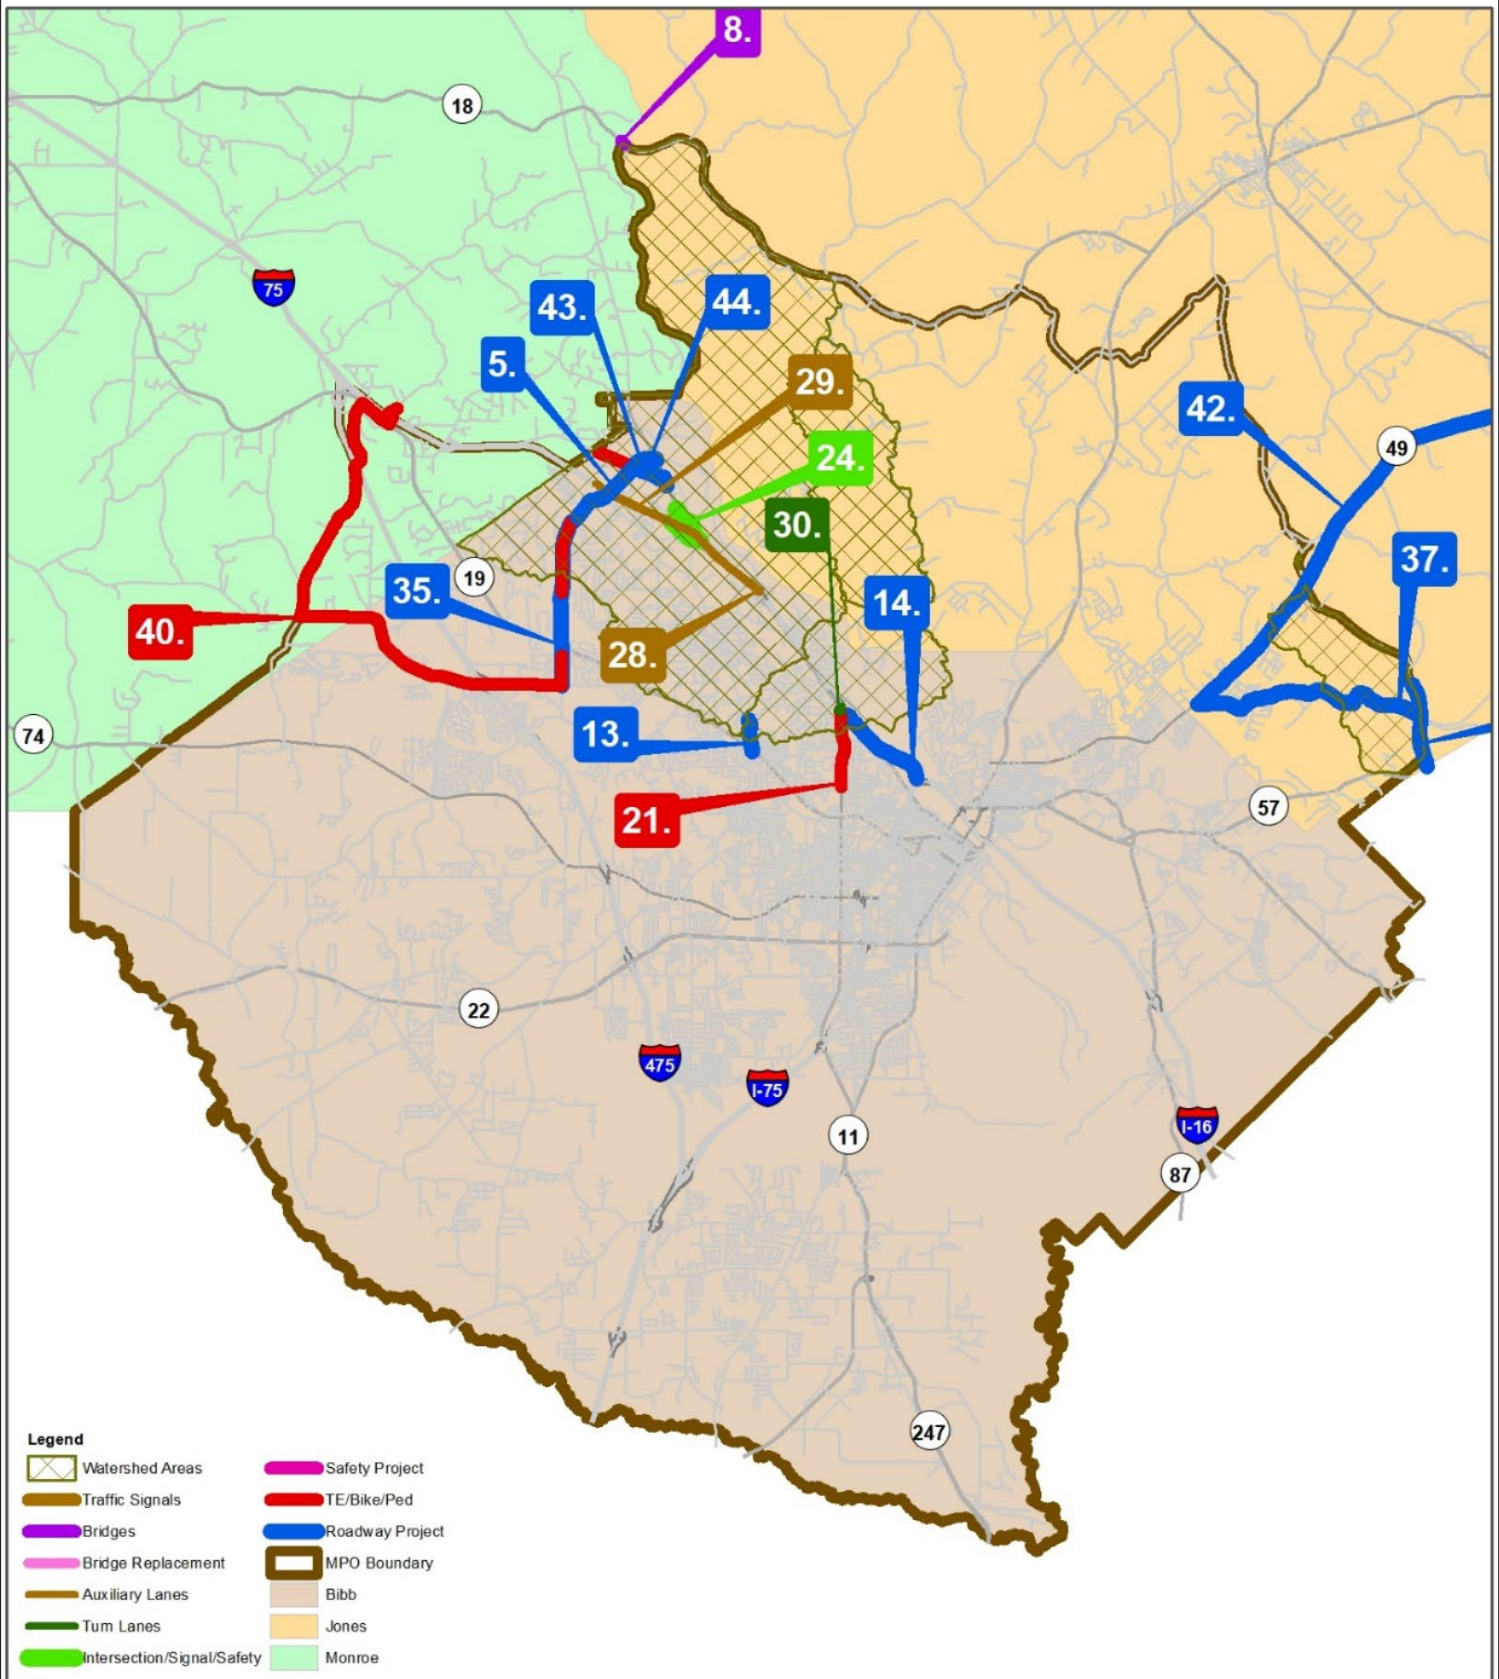 8.
18
75
43.
44.
5.
29.
42.
49
24.
30.
37.
19
35.
14.
40.
28.
74
13.
57
21.
22
475
I-75
I-16
11
87
247
Legend
Watershed Areas
Safety Project
Traffic Signals
TE/Bike/Ped
Bridges
Roadway Project
Bridge Replacement
MPO Boundary
Auxiliary Lanes
Bibb
Turn Lanes
Jones
Intersection/Signal/Safety
Monroe